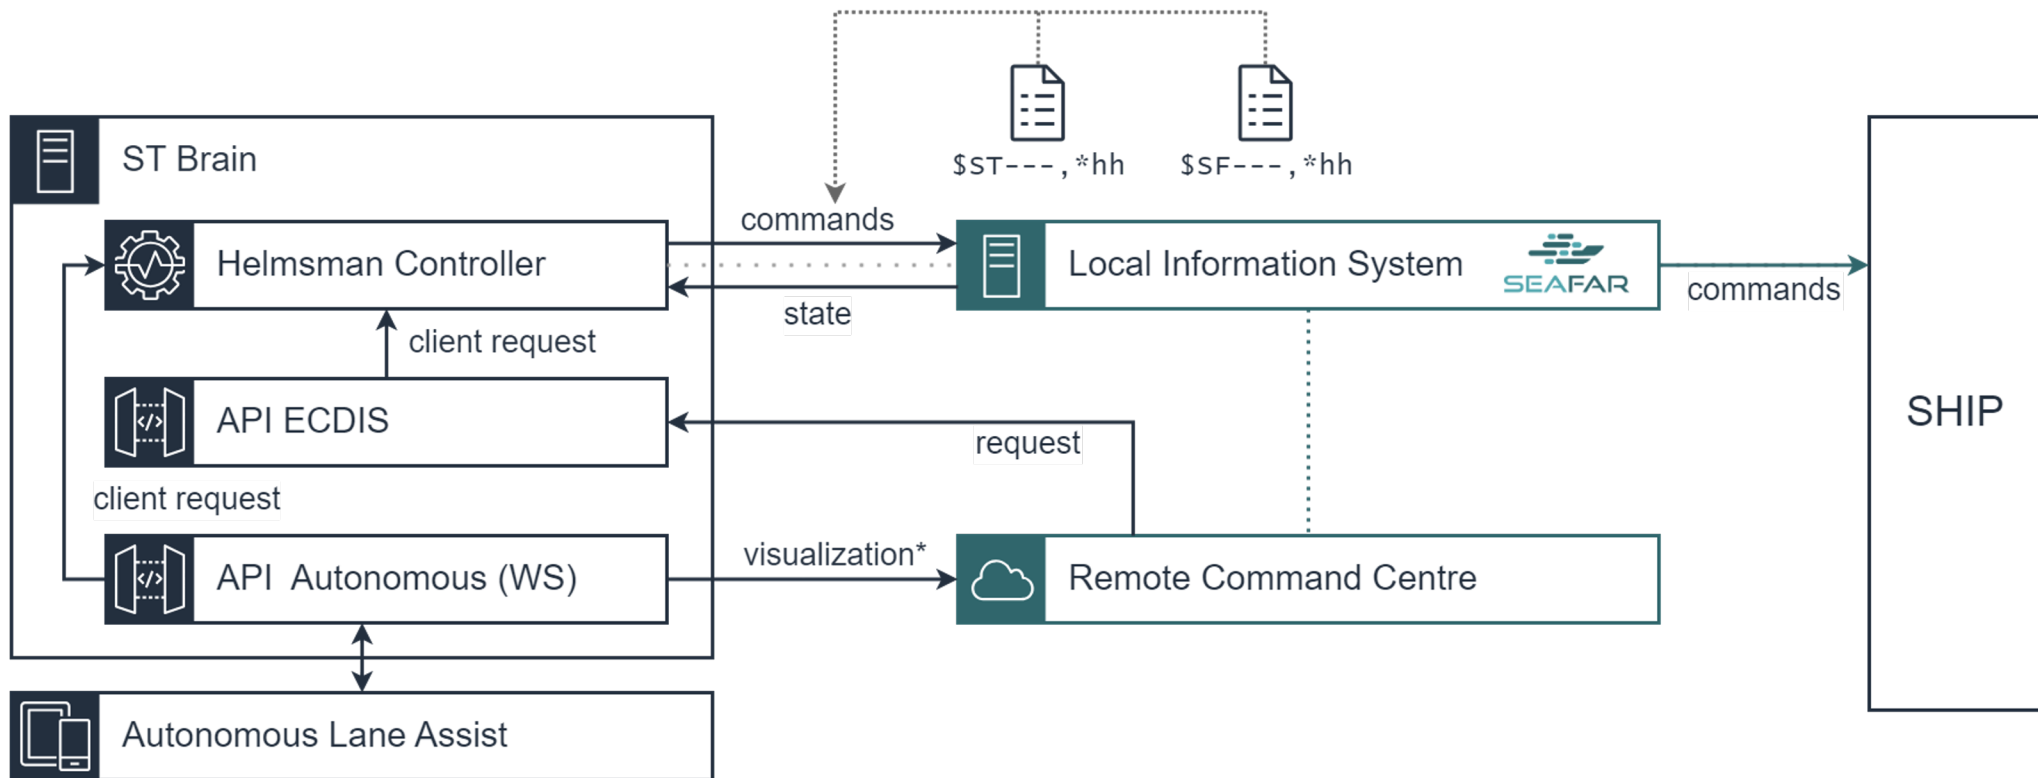 $ST---,*hh
$SF---,*hh
ST Brain
commands
Helmsman Controller
Local Information System
SEAFAR
commands
state
client request
API ECDIS
request
SHIP
client request
visualization*
API  Autonomous (WS)
Remote Command Centre
Autonomous Lane Assist